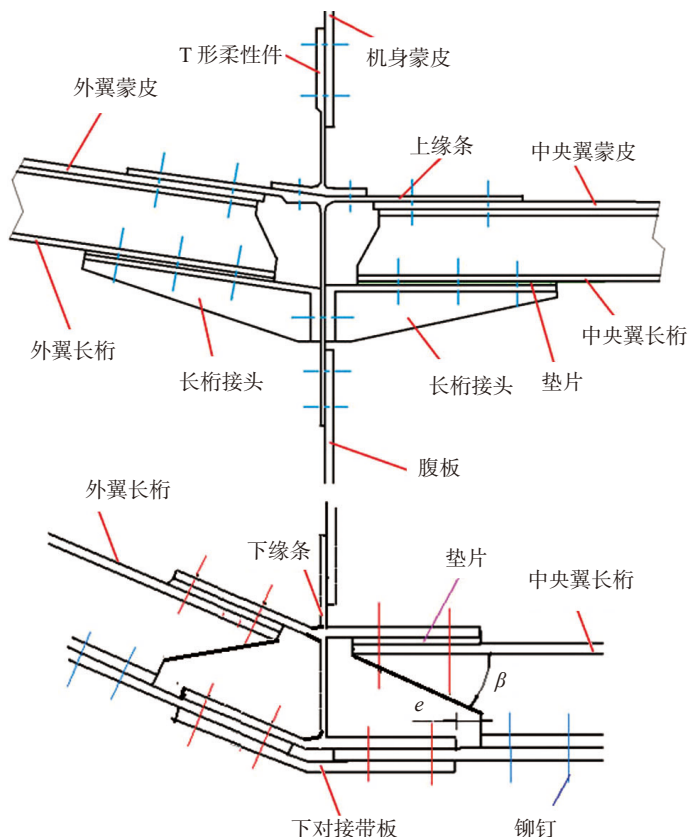 T 形柔性件
机身蒙皮
外翼蒙皮
上缘条
中央翼蒙皮
外翼长桁
长桁接头
长桁接头
垫片
中央翼长桁
腹板
外翼长桁
下缘条
垫片
中央翼长桁
β
e
下对接带板
铆钉